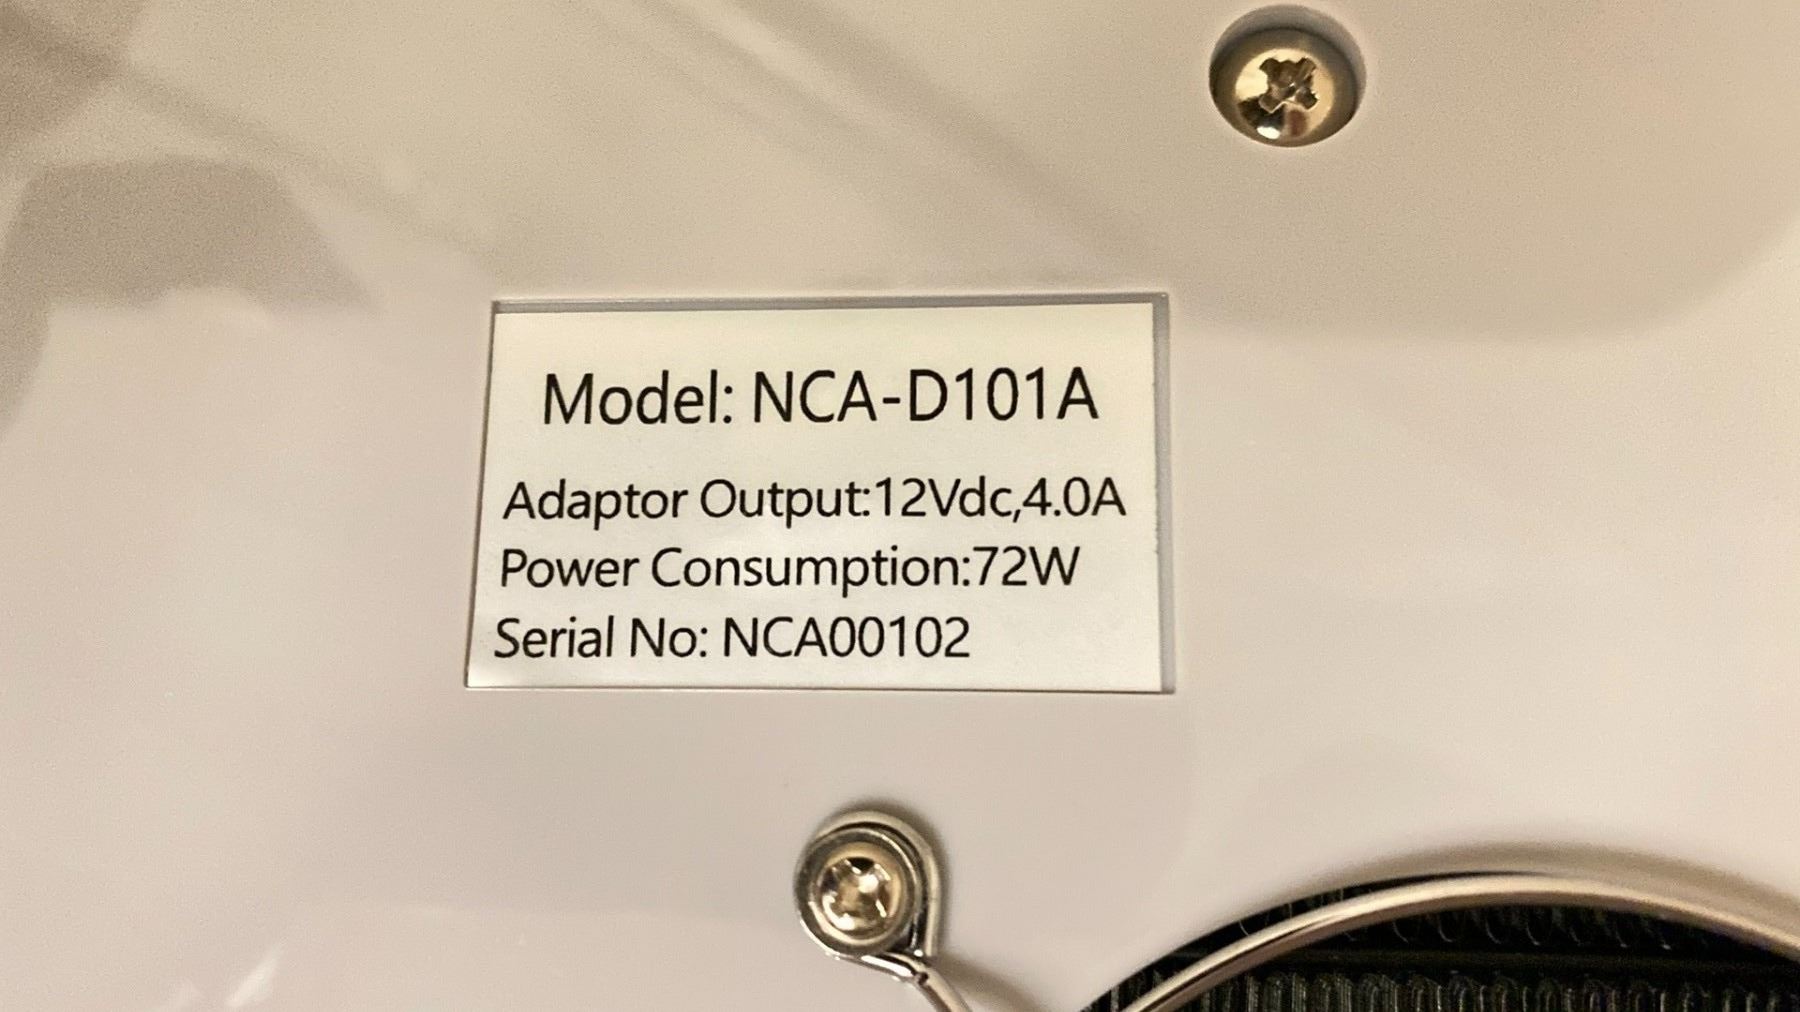 Model: NCA-D101A
Adaptor Output:12Vdc,4.0A
Power Consumption:72W
Serial No: NCA00102